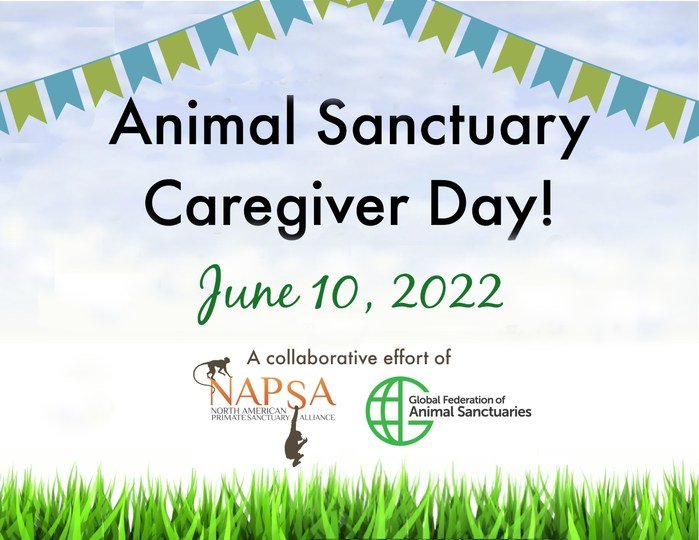 Animal Sanctuary
Caregiver Day!
June 10, 2022
A collaborative effort of
NAPSA
NORTH AMERICAN
PRIMATE SANCTUARY ALLIANCE
Global Federation of
Animal Sanctuaries